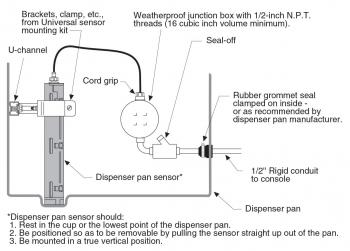 Brackets, clamp, etc.,
from Universal sensor
mounting kit
U-channel
Weatherproof junction box with 1/2-inch N.P.T.
threads (16 cubic inch volume minimum).
Seal-off
Cord grip
Rubber grommet seal
clamped on inside -
or as recommended by
dispenser pan manufacturer.
1/2" Rigid conduit
to console
Dispenser pan sensor*
Dispenser pan
*Dispenser pan sensor should:
1. Rest in the cup or the lowest point of the dispenser pan.
2. Be positioned so as to be removable by pulling the sensor straight up out of the pan.
3. Be mounted in a true vertical position.